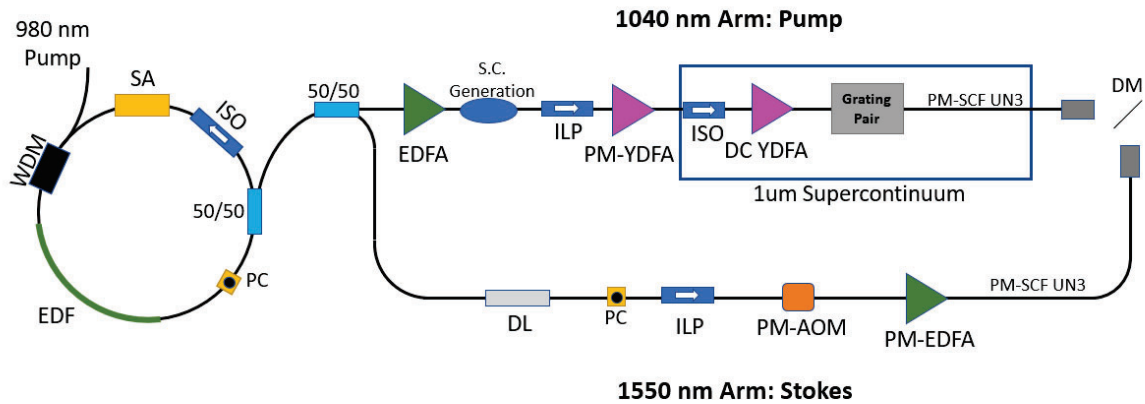 1040 nm Arm: Pump
980 nm
Pump
SA
ISO
WDM
50/50
PC
EDF
50/50
EDFA
S.C.
Generation
ILP
PM-YDFA
ISO
DC YDFA
Grating
Pair
PM-SCF UN3
DM
1um Supercontinuum
DL
PC
ILP
PM-AOM
PM-EDFA
PM-SCF UN3
1550 nm Arm: Stokes